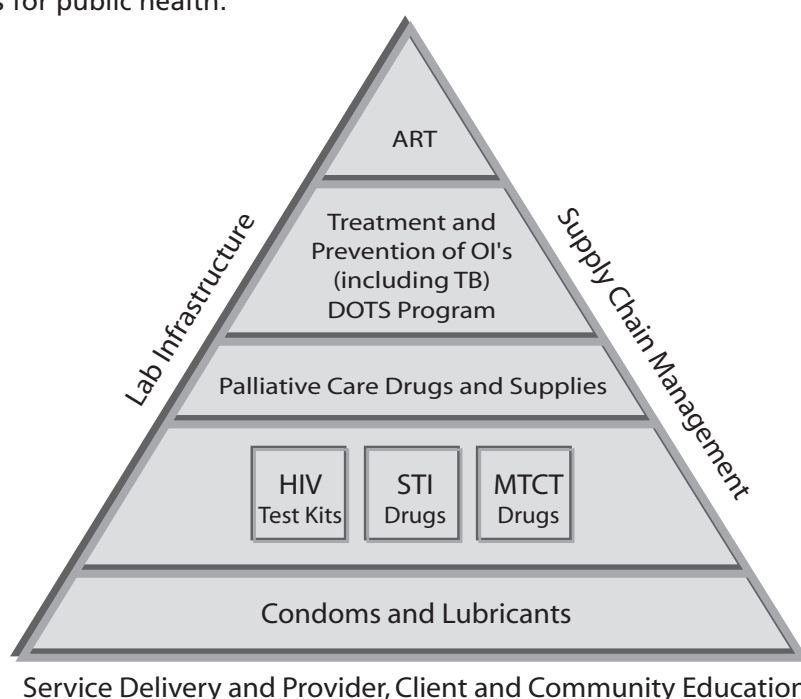 s for public health.
ART
Treatment and
Prevention of OI's
(including TB)
DOTS Program
Lab Infrastructure
Supply Chain Management
Palliative Care Drugs and Supplies
HIV
Test Kits
STI
Drugs
MTCT
Drugs
Condoms and Lubricants
Service Delivery and Provider, Client and Community Education